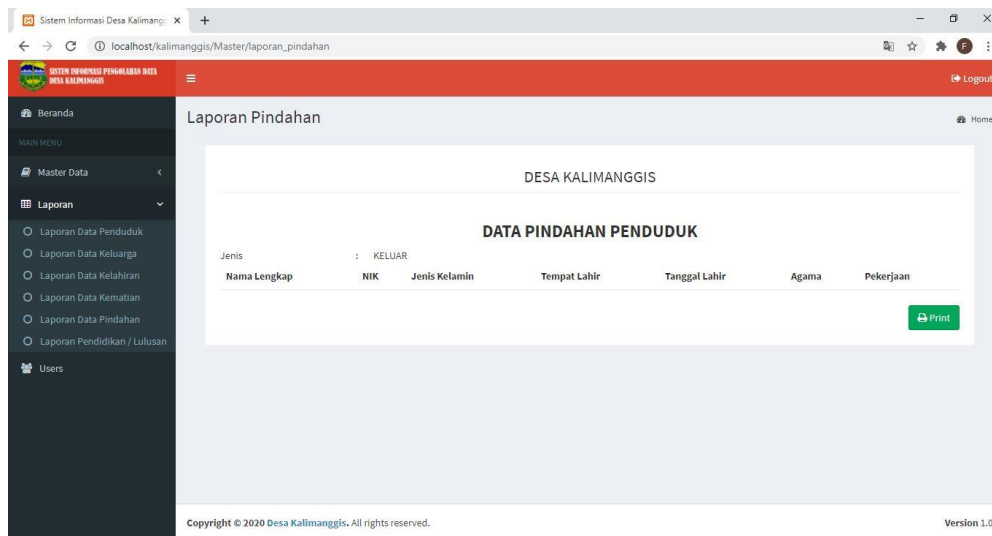 Sistem Informasi Desa Kalimangg
localhost/kalimanggis/Master/laporan_pindahan
F
SISTEM INFORMASI PENGOLAHAN DATA
DESA KALIMANGGIS
Logout
Beranda
MAIN MENU
Master Data
Laporan
Laporan Data Penduduk
Laporan Data Keluarga
Laporan Data Kelahiran
Laporan Data Kematian
Laporan Data Pindahan
Laporan Pendidikan / Lulusan
Users
Laporan Pindahan
Home
DESA KALIMANGGIS
DATA PINDAHAN PENDUDUK
Jenis : KELUAR
Nama Lengkap NIK Jenis Kelamin Tempat Lahir Tanggal Lahir Agama Pekerjaan
Print
Copyright © 2020 Desa Kalimanggis. All rights reserved.
Version 1.0